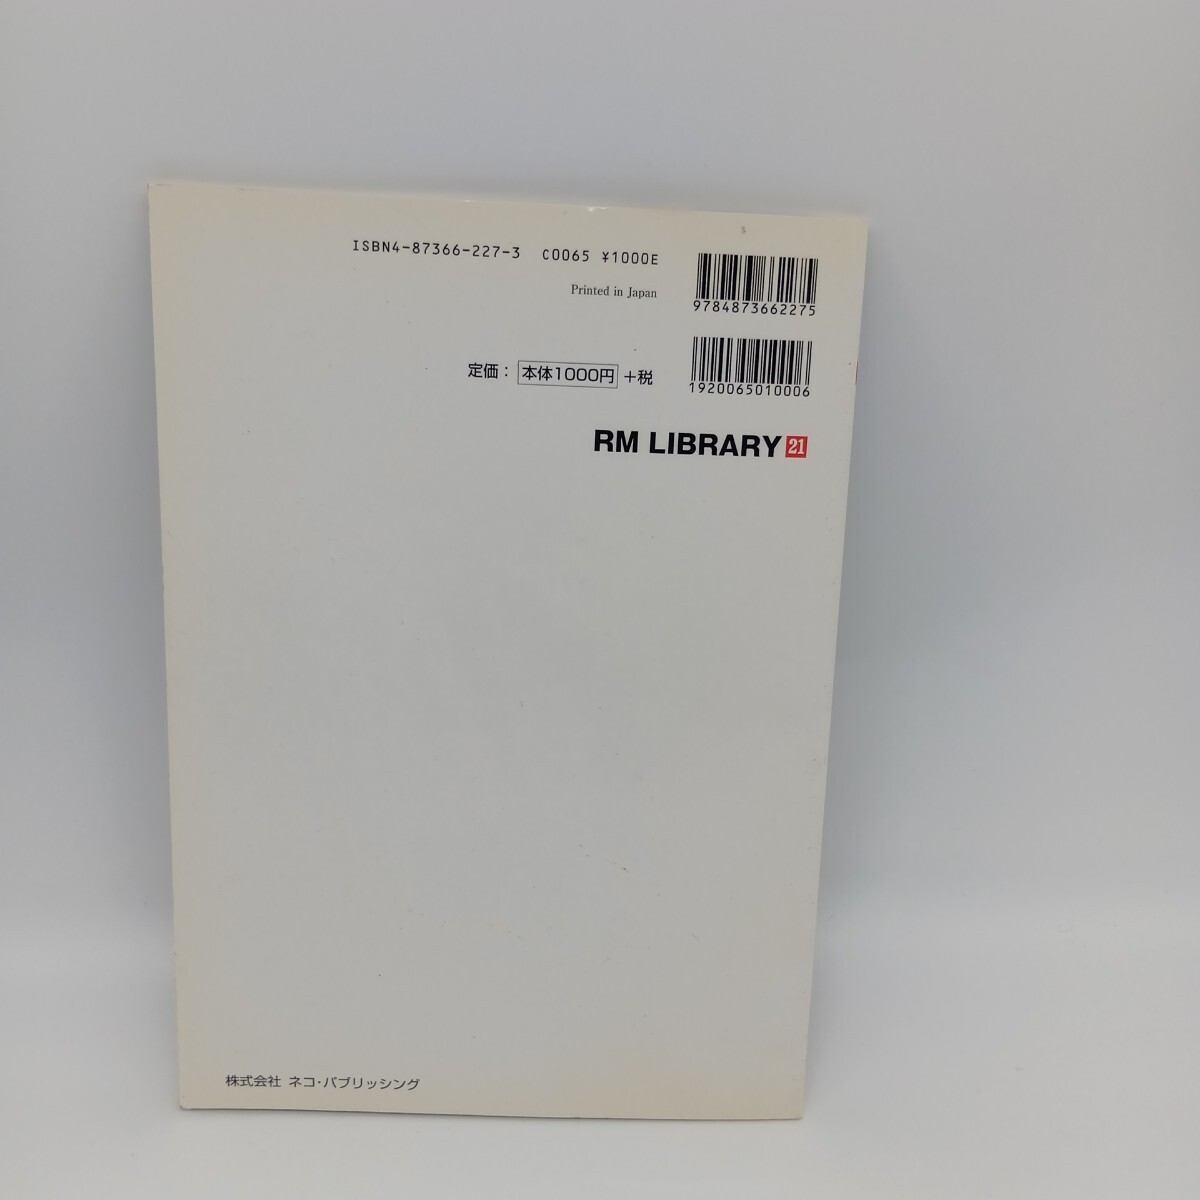 ISBN4-87366-227-3 C0065 ¥1000E
Printed in Japan
9784873662275
定価： 本体1000円 +税
1920065010006
RM LIBRARY 21
株式会社 ネコ・パブリッシング